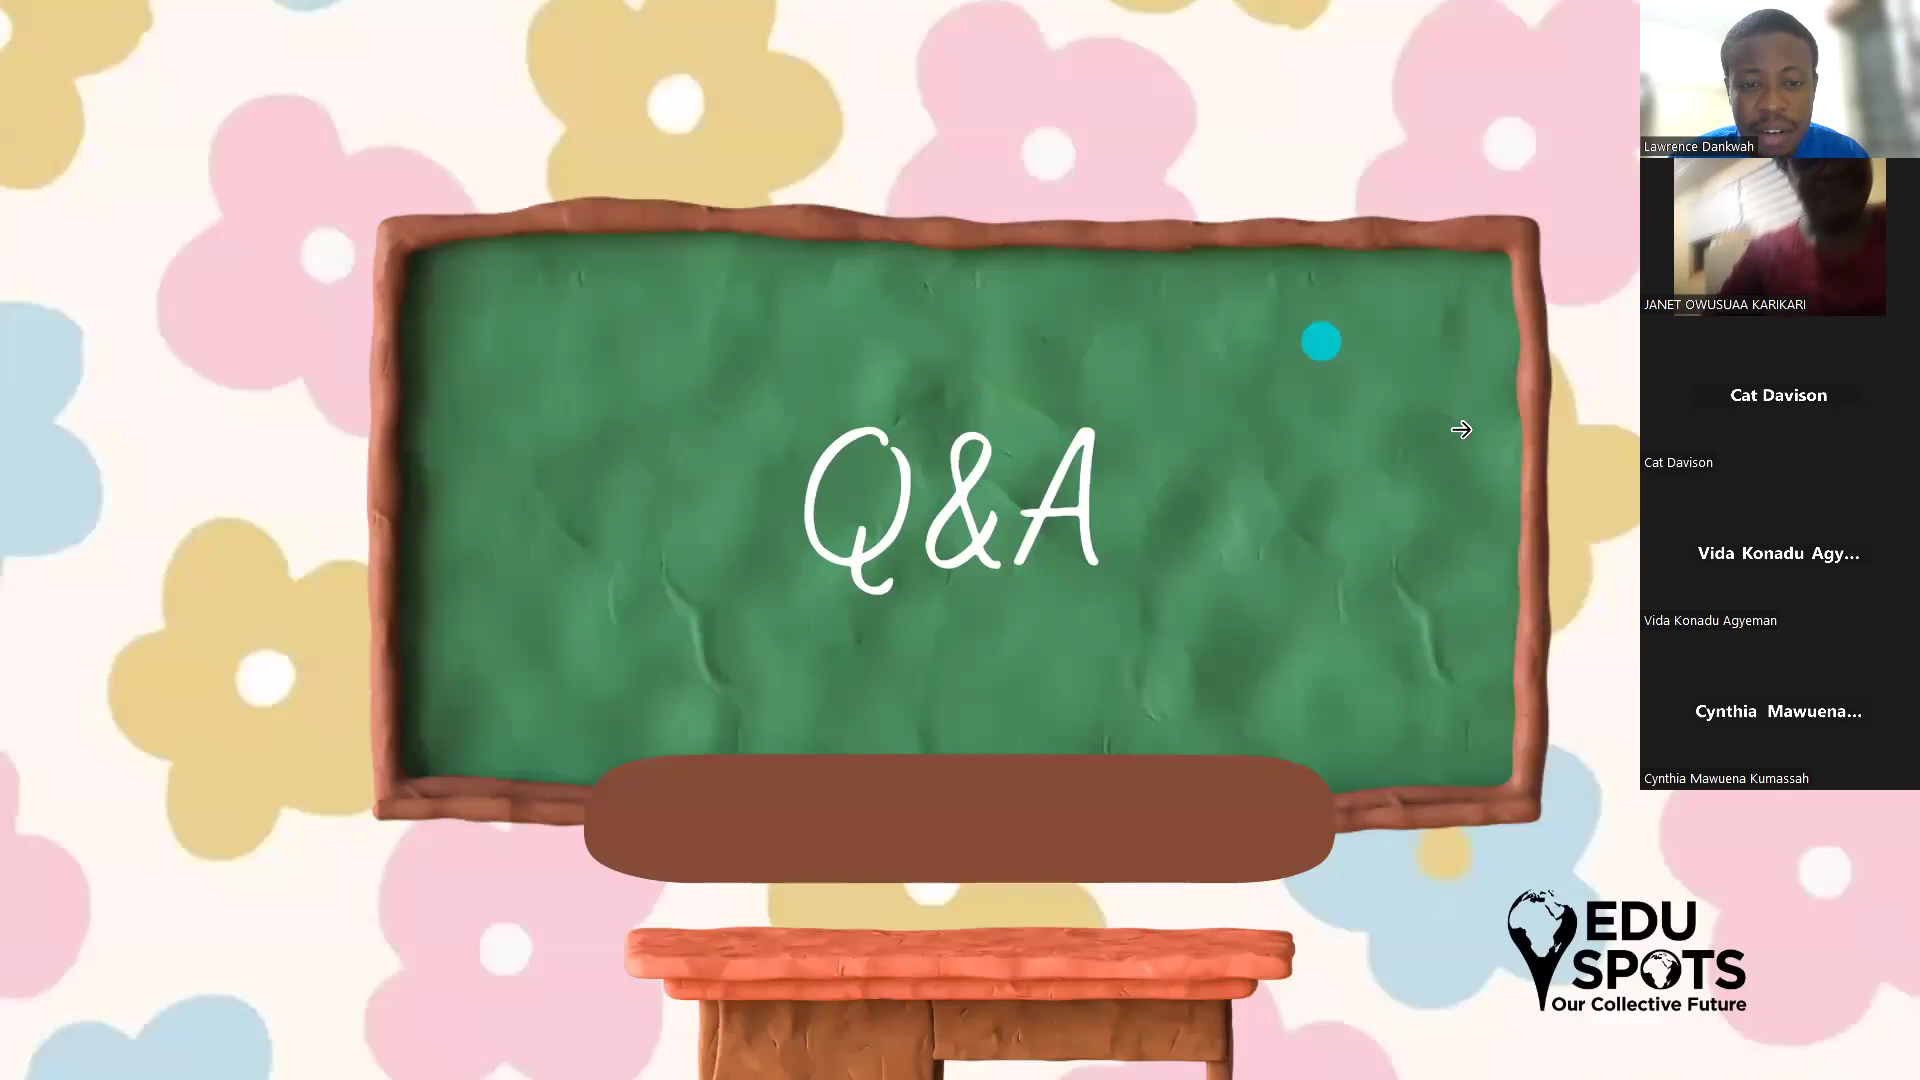 Q&A
EDU
SPOTS
Our Collective Future
Lawrence Dankwah
JANET OWUSUAA KARIKARI
Cat Davison
Cat Davison
Vida Konadu Agy...
Vida Konadu Agyeman
Cynthia Mawuena...
Cynthia Mawuena Kumassah